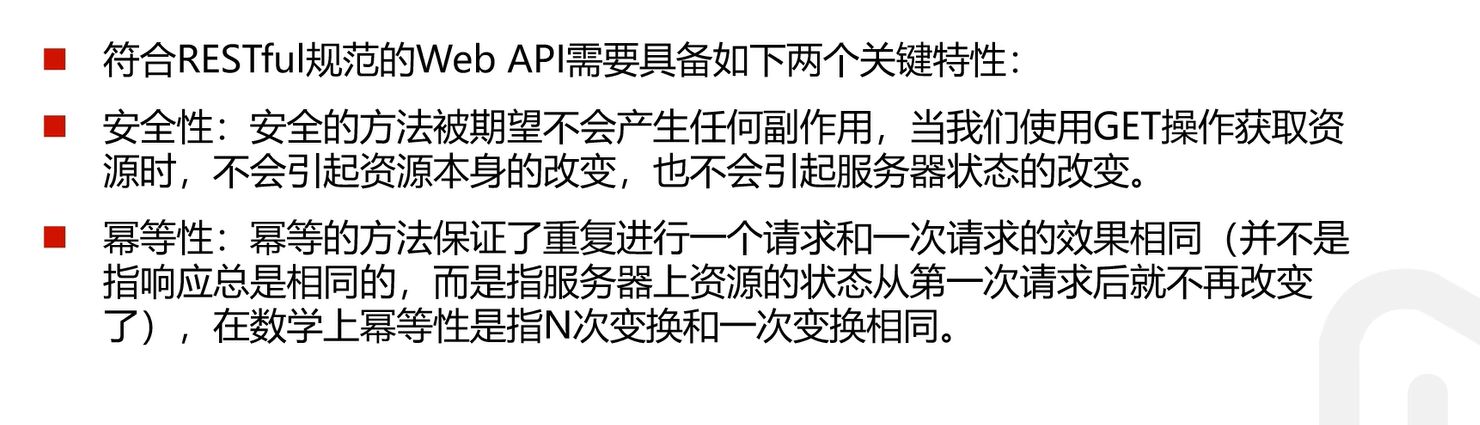 符合RESTful规范的Web API需要具备如下两个关键特性：
安全性：安全的方法被期望不会产生任何副作用，当我们使用GET操作获取资
源时，不会引起资源本身的改变，也不会引起服务器状态的改变。
幂等性：幂等的方法保证了重复进行一个请求和一次请求的效果相同（并不是
指响应总是相同的，而是指服务器上资源的状态从第一次请求后就不再改变
了），在数学上幂等性是指N次变换和一次变换相同。